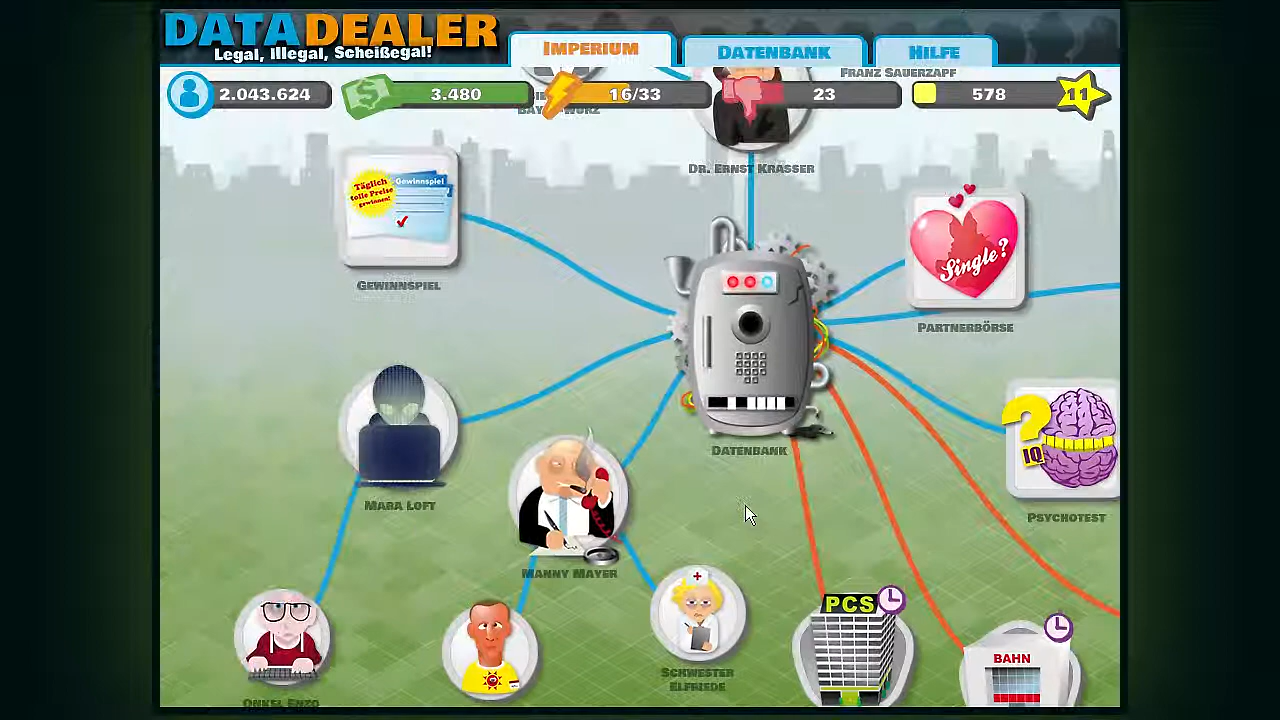 DATADEALER
Legal, Illegal, Scheißegal!
IMPERIUM
DATENBANK
HILFE
2.043.624
3.480
16/33
23
578
11
FRANZ SAUERZAPF
DR. ERNST KRASSER
Täglich
tolle Preise
gewinnen!
Gewinnspiel
GEWINNSPIEL
Single?
PARTNERBÖRSE
DATENBANK
?
IQ
PSYCHOTEST
MARA LOFT
MANNY MAYER
SCHWESTER
ELFRIEDE
PCS
BAHN
ONKEL ENZO